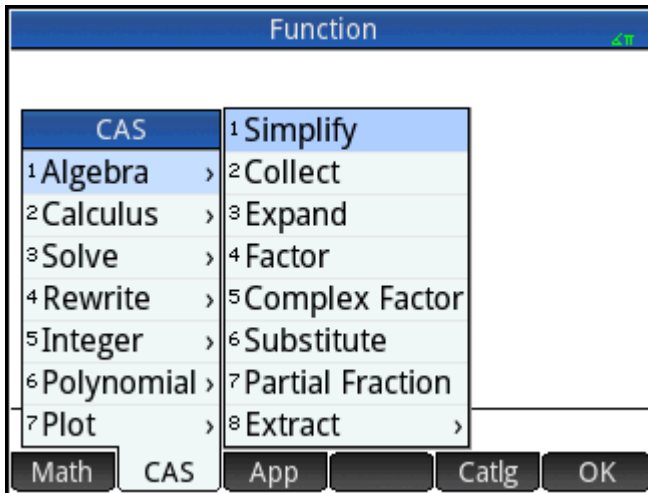 Function
∡π
CAS
1 Algebra ›
2 Calculus ›
3 Solve ›
4 Rewrite ›
5 Integer ›
6 Polynomial ›
7 Plot ›
1 Simplify
2 Collect
3 Expand
4 Factor
5 Complex Factor
6 Substitute
7 Partial Fraction
8 Extract ›
Math CAS App Catlg OK